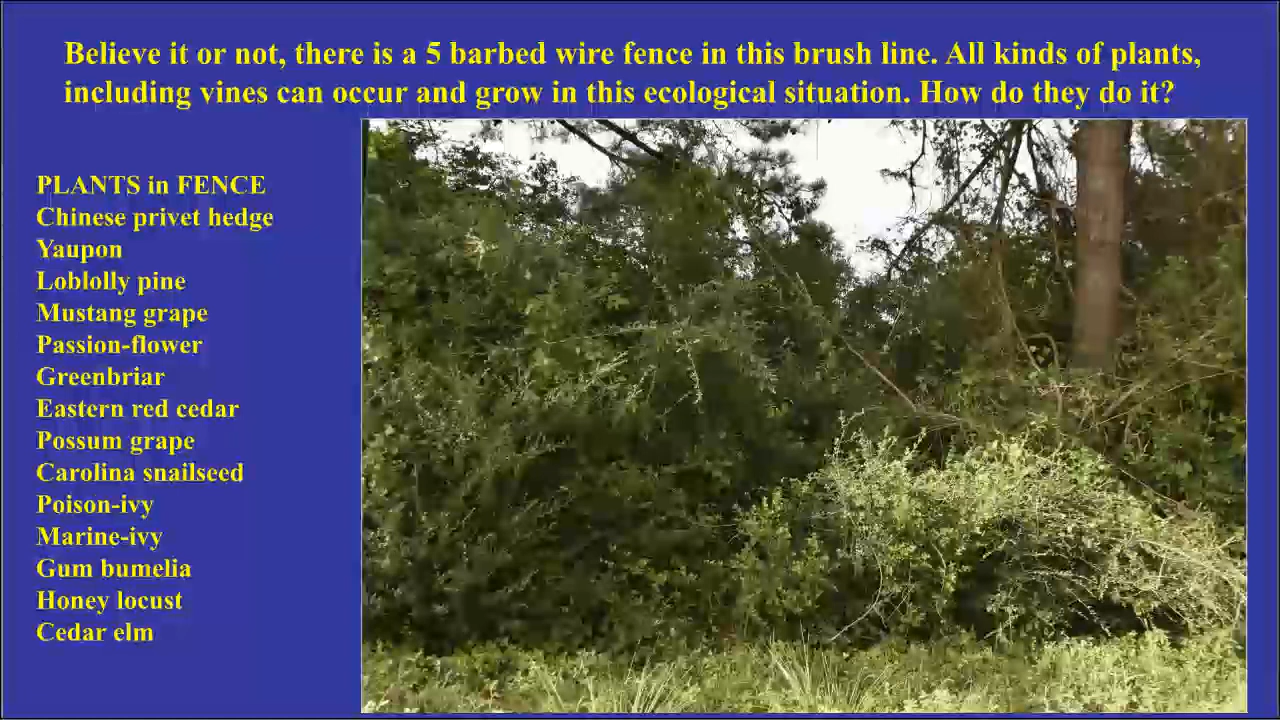 Believe it or not, there is a 5 barbed wire fence in this brush line. All kinds of plants,
including vines can occur and grow in this ecological situation. How do they do it?
PLANTS in FENCE
Chinese privet hedge
Yaupon
Loblolly pine
Mustang grape
Passion-flower
Greenbriar
Eastern red cedar
Possum grape
Carolina snailseed
Poison-ivy
Marine-ivy
Gum bumelia
Honey locust
Cedar elm